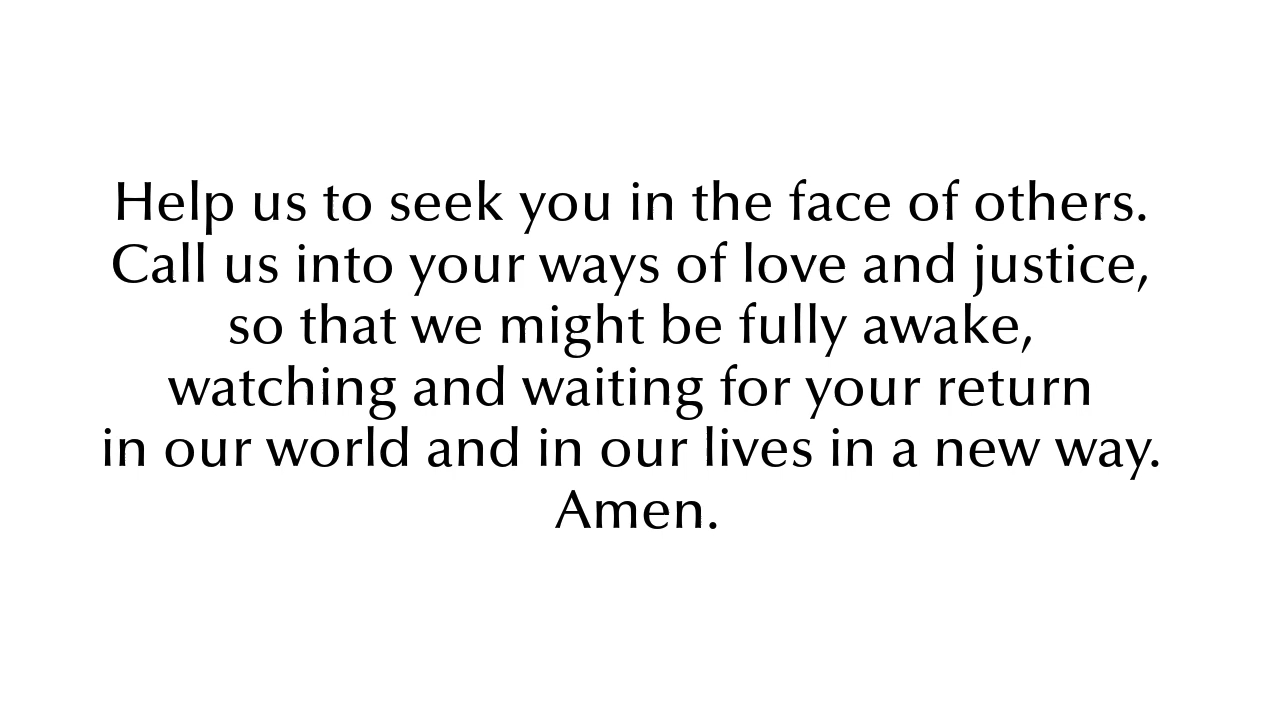 Help us to seek you in the face of others.
Call us into your ways of love and justice,
so that we might be fully awake,
watching and waiting for your return
in our world and in our lives in a new way.
Amen.